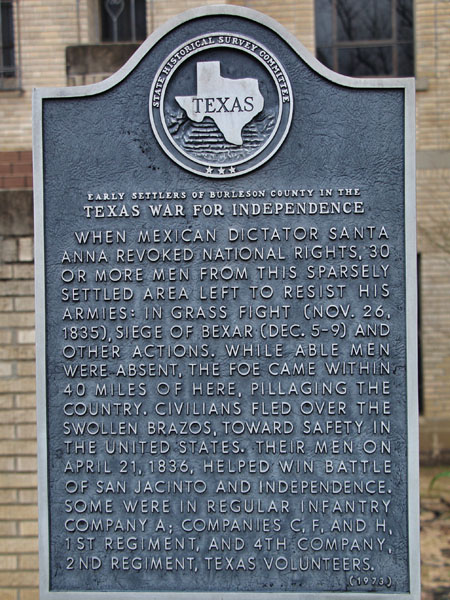 STATE HISTORICAL SURVEY COMMITTEE
TEXAS
EARLY SETTLERS OF BURLESON COUNTY IN THE
TEXAS WAR FOR INDEPENDENCE
WHEN MEXICAN DICTATOR SANTA
ANNA REVOKED NATIONAL RIGHTS, 30
OR MORE MEN FROM THIS SPARSELY
SETTLED AREA LEFT TO RESIST HIS
ARMIES: IN GRASS FIGHT (NOV. 26,
1835), SIEGE OF BEXAR (DEC. 5-9) AND
OTHER ACTIONS. WHILE ABLE MEN
WERE ABSENT, THE FOE CAME WITHIN
40 MILES OF HERE, PILLAGING THE
COUNTRY. CIVILIANS FLED OVER THE
SWOLLEN BRAZOS, TOWARD SAFETY IN
THE UNITED STATES. THEIR MEN ON
APRIL 21, 1836, HELPED WIN BATTLE
OF SAN JACINTO AND INDEPENDENCE.
SOME WERE IN REGULAR INFANTRY
COMPANY A; COMPANIES C, F, AND H,
1ST REGIMENT, AND 4TH COMPANY,
2ND REGIMENT, TEXAS VOLUNTEERS.
(1973)